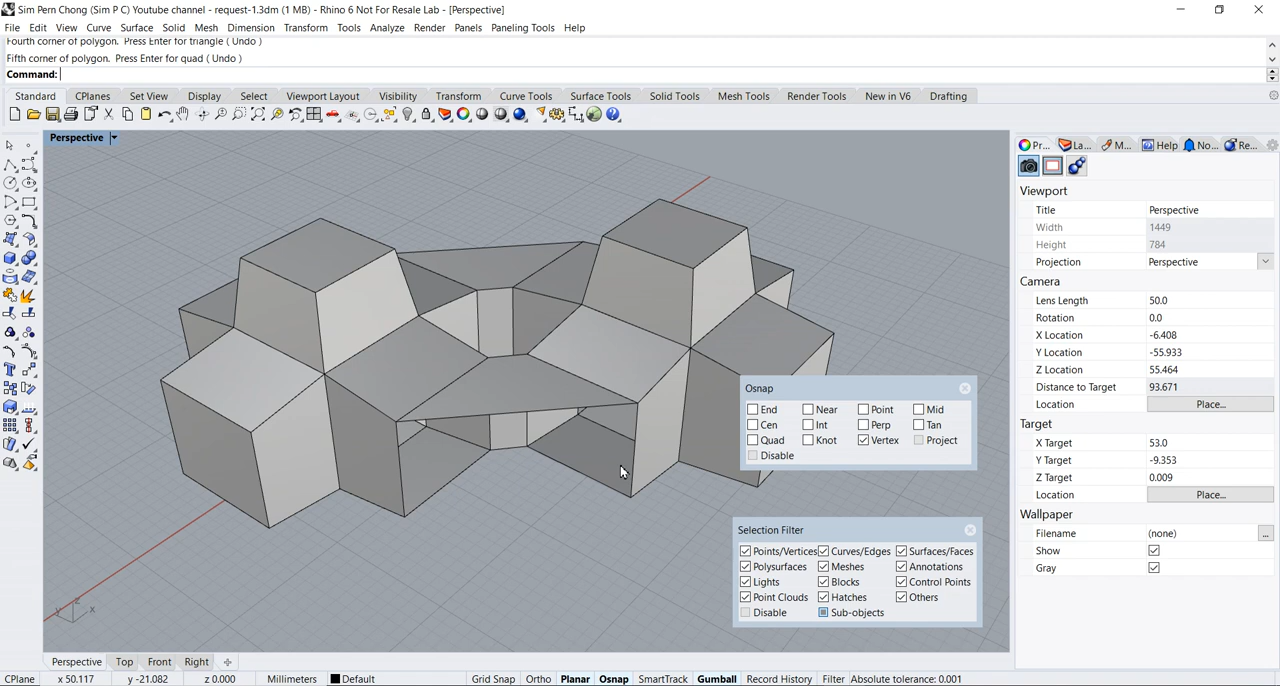 Sim Pern Chong (Sim P C) Youtube channel - request-1.3dm (1 MB) - Rhino 6 Not For Resale Lab - [Perspective]
File Edit View Curve Surface Solid Mesh Dimension Transform Tools Analyze Render Panels Paneling Tools Help
Fourth corner of polygon. Press Enter for triangle ( Undo )
Fifth corner of polygon. Press Enter for quad ( Undo )
Command:
Standard CPlanes Set View Display Select Viewport Layout Visibility Transform Curve Tools Surface Tools Solid Tools Mesh Tools Render Tools New in V6 Drafting
Perspective
Pr... La... M... Help No... Re...
Viewport
Title Perspective
Width 1449
Height 784
Projection Perspective
Camera
Lens Length 50.0
Rotation 0.0
X Location -6.408
Y Location -55.933
Z Location 55.464
Distance to Target 93.671
Location Place...
Target
X Target 53.0
Y Target -9.353
Z Target 0.009
Location Place...
Wallpaper
Filename (none) ...
Show
Gray
Osnap
End Near Point Mid
Cen Int Perp Tan
Quad Knot Vertex Project
Disable
Selection Filter
Points/Vertices Curves/Edges Surfaces/Faces
Polysurfaces Meshes Annotations
Lights Blocks Control Points
Point Clouds Hatches Others
Disable Sub-objects
z
y x
Perspective Top Front Right
CPlane x 50.117 y -21.082 z 0.000 Millimeters Default Grid Snap Ortho Planar Osnap SmartTrack Gumball Record History Filter Absolute tolerance: 0.001